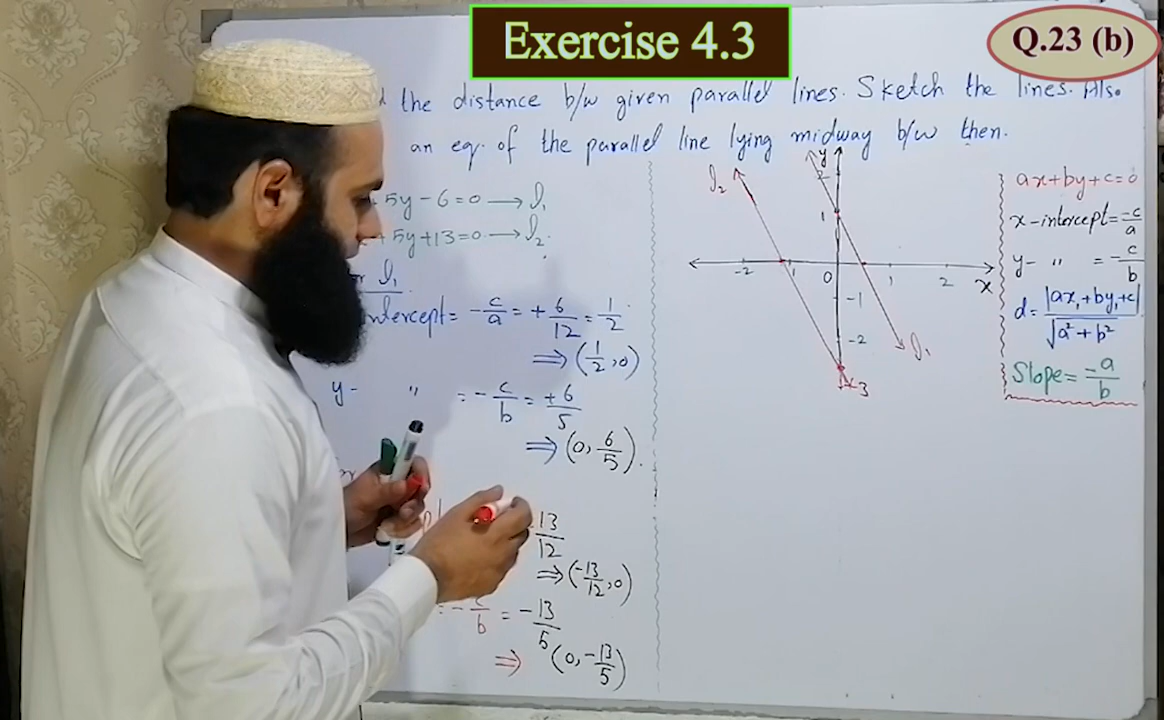 Exercise 4.3
Q.23 (b)
the distance b/w given parallel lines. Sketch the lines. Also
an eq. of the parallel line lying midway b/w then.
5y-6=0 → l₁
+5y+13=0 → l₂
l₁
intercept = -c/a = +6/12 = 1/2
⇒ (1/2, 0)
y- " = -c/b = +6/5
⇒ (0, 6/5).
13/12
⇒ (-13/12, 0)
= -c/b = -13/5
⇒ (0, -13/5)
l₂
y
2
1
-2
-1
0
1
2
x
-1
-2
-3
l₁
ax+by+c=0
x-intercept = -c/a
y- " = -c/b
d = |ax₁+by₁+c|/√a²+b²
Slope = -a/b